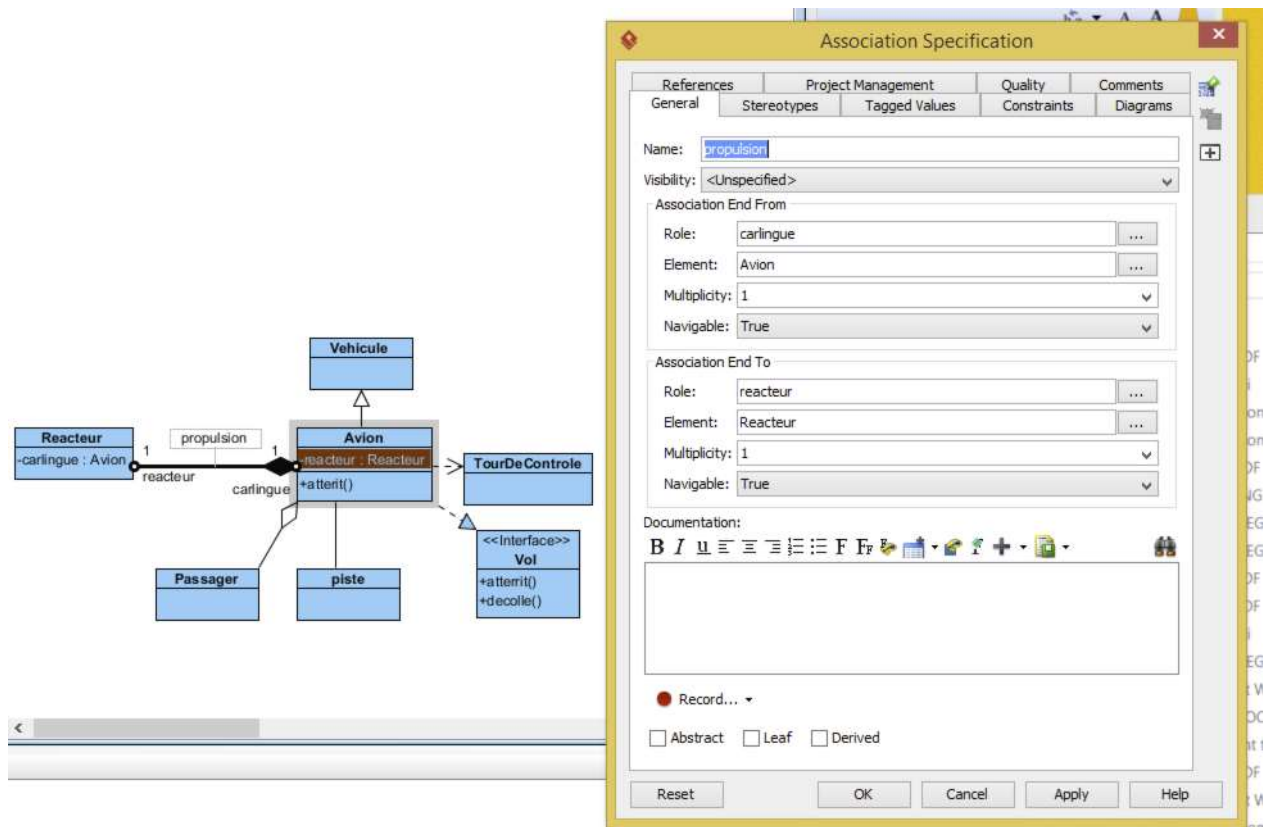 Vehicule
Reacteur
-carlingue : Avion
1
propulsion
1
reacteur
carlingue
Avion
-reacteur : Reacteur
+atterit()
TourDeControle
<<Interface>>
Vol
+atterrit()
+decolle()
Passager
piste
Association Specification
References
Project Management
Quality
Comments
General
Stereotypes
Tagged Values
Constraints
Diagrams
Name: propulsion
Visibility: <Unspecified>
Association End From
Role: carlingue ...
Element: Avion ...
Multiplicity: 1
Navigable: True
Association End To
Role: reacteur ...
Element: Reacteur ...
Multiplicity: 1
Navigable: True
Documentation:
Record...
Abstract
Leaf
Derived
Reset
OK
Cancel
Apply
Help